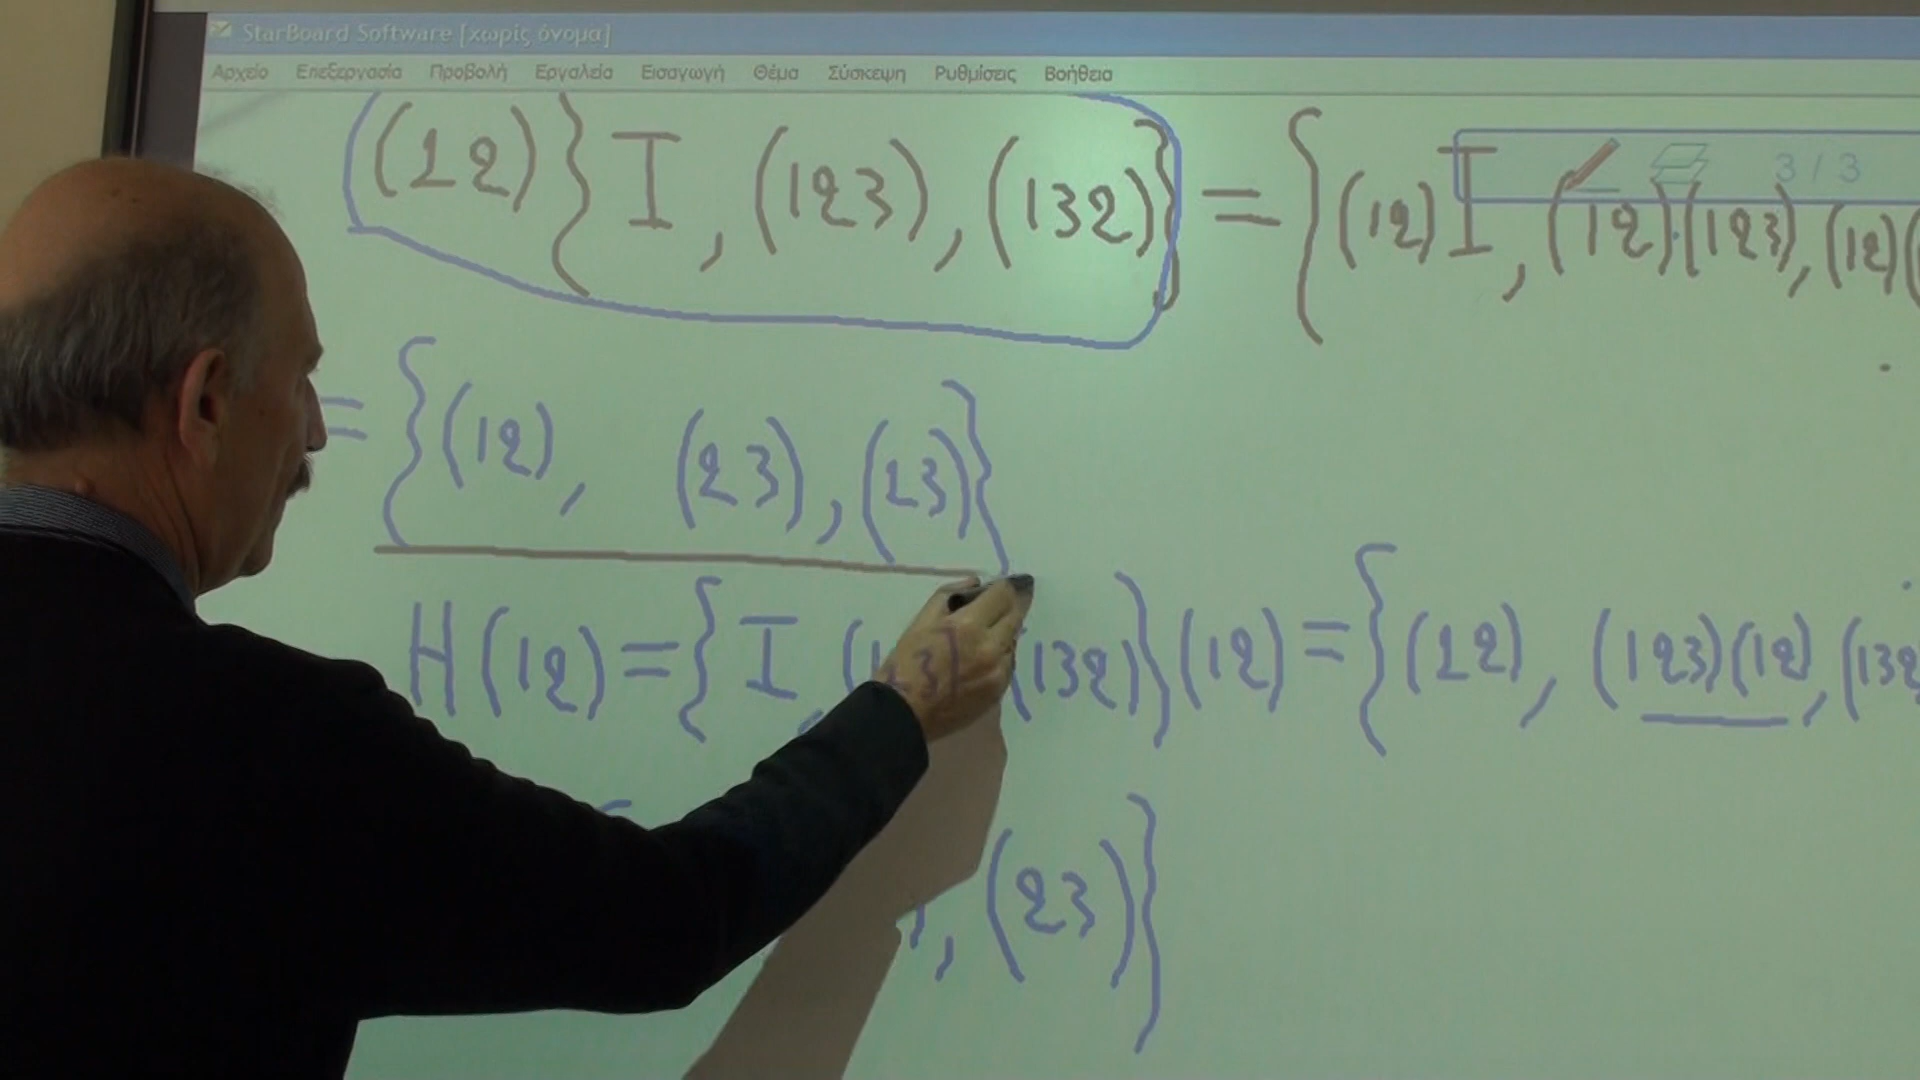 StarBoard Software [χωρίς όνομα]
Αρχείο Επεξεργασία Προβολή Εργαλεία Εισαγωγή Θέμα Σύσκεψη Ρυθμίσεις Βοήθεια
3 / 3
(12){I, (123), (132)} = {(12)I, (12)·(123), (12)(
= {(12), (23), (23)}
H(12) = {I, (123) (132)}(12) = {(12), (123)(12), (132
, (23)}